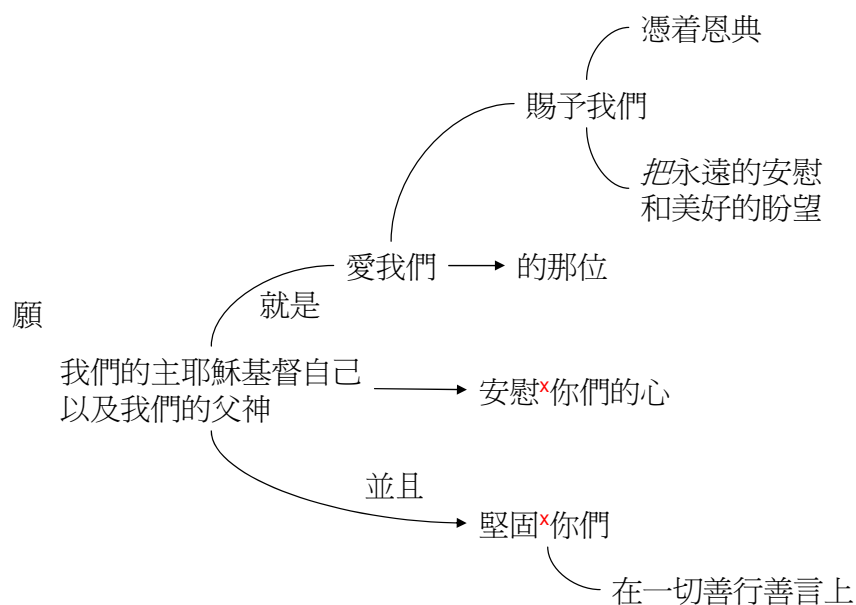 憑着恩典
賜予我們
把永遠的安慰
和美好的盼望
愛我們
的那位
就是
願
我們的主耶穌基督自己
以及我們的父神
安慰x你們的心
並且
堅固x你們
在一切善行善言上